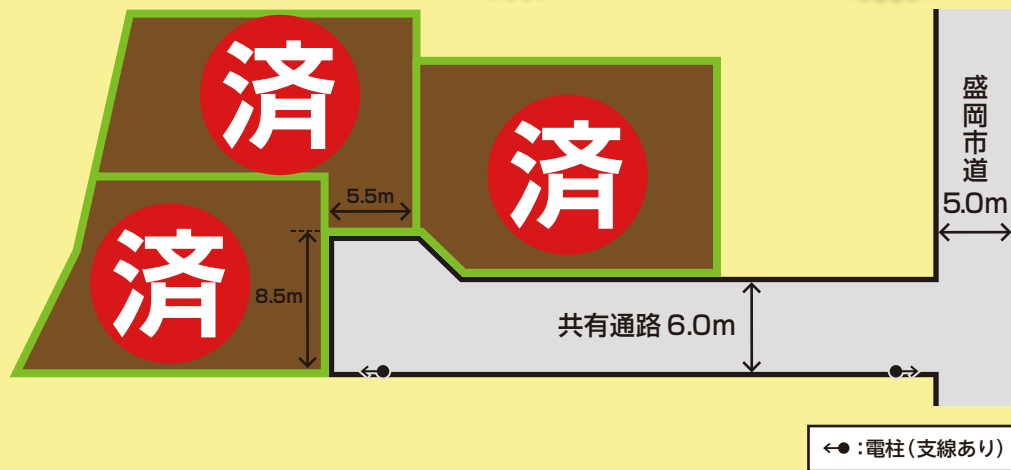 済
済
済
5.5m
8.5m
共有通路 6.0m
盛岡市道
5.0m
:電柱(支線あり)